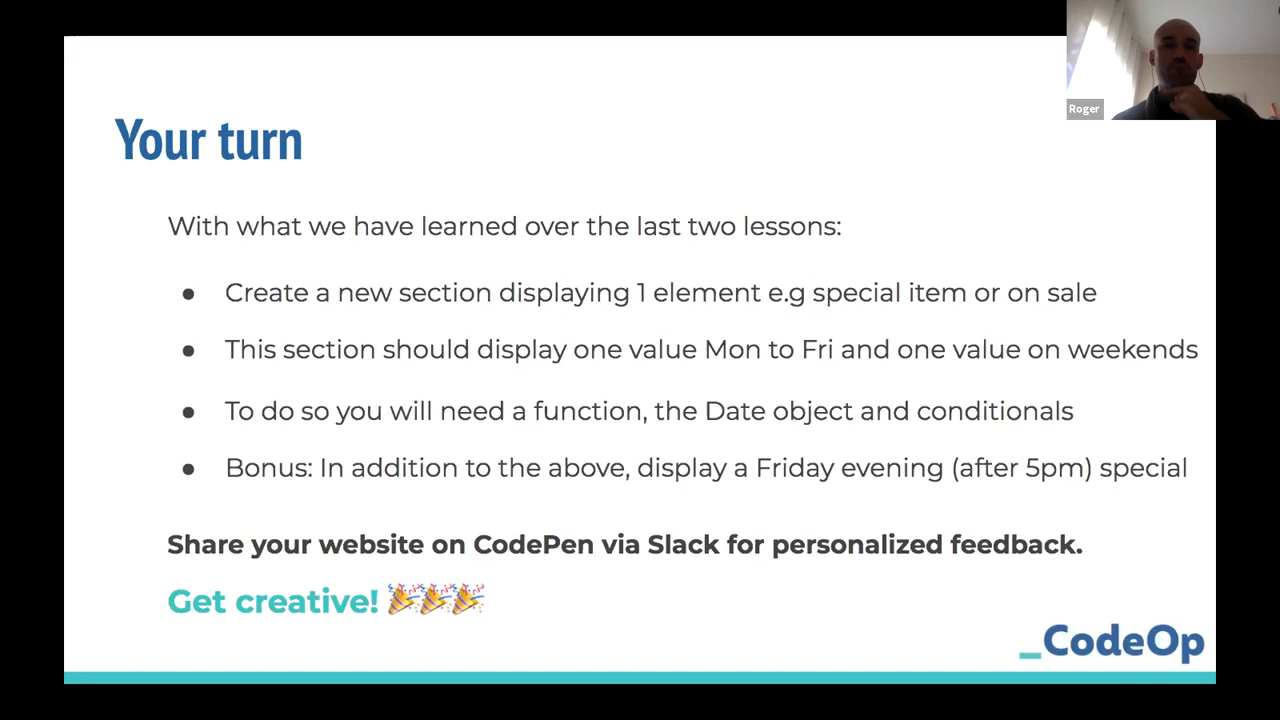 Roger
Your turn
With what we have learned over the last two lessons:
● Create a new section displaying 1 element e.g special item or on sale
● This section should display one value Mon to Fri and one value on weekends
● To do so you will need a function, the Date object and conditionals
● Bonus: In addition to the above, display a Friday evening (after 5pm) special
Share your website on CodePen via Slack for personalized feedback.
Get creative! 🎉🎉🎉
_CodeOp